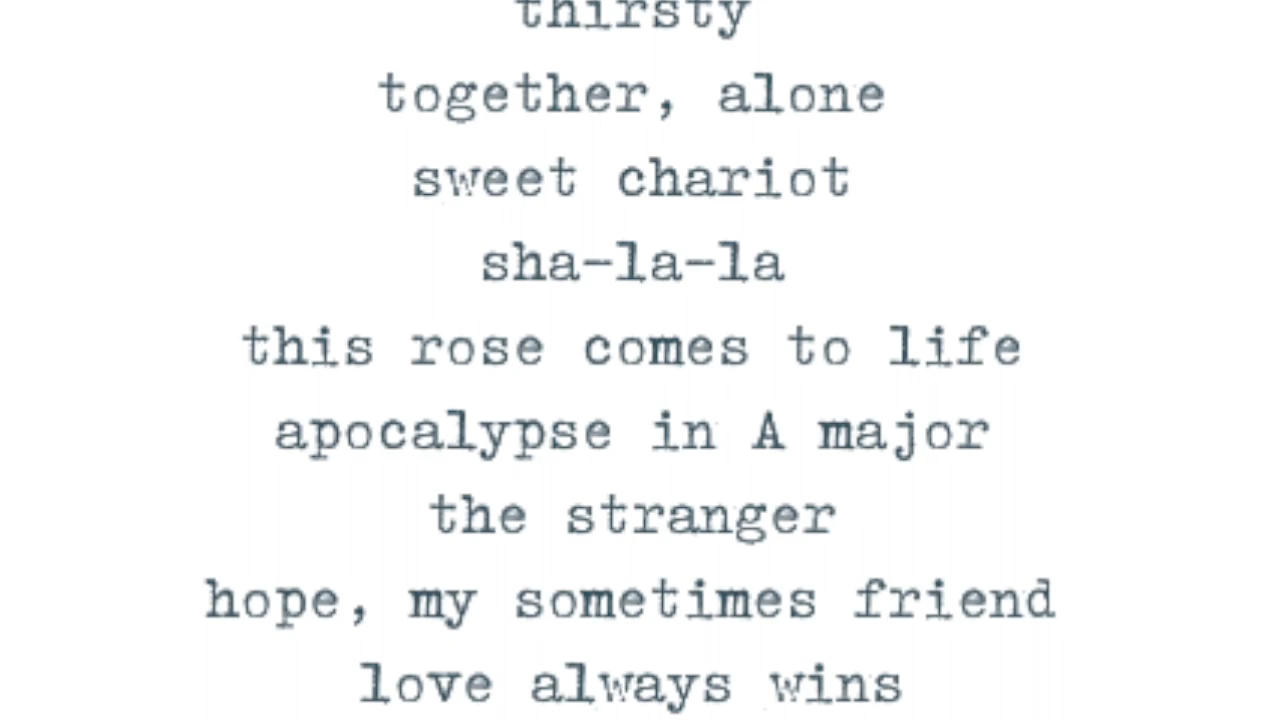 thirsty
together, alone
sweet chariot
sha-la-la
this rose comes to life
apocalypse in A major
the stranger
hope, my sometimes friend
love always wins